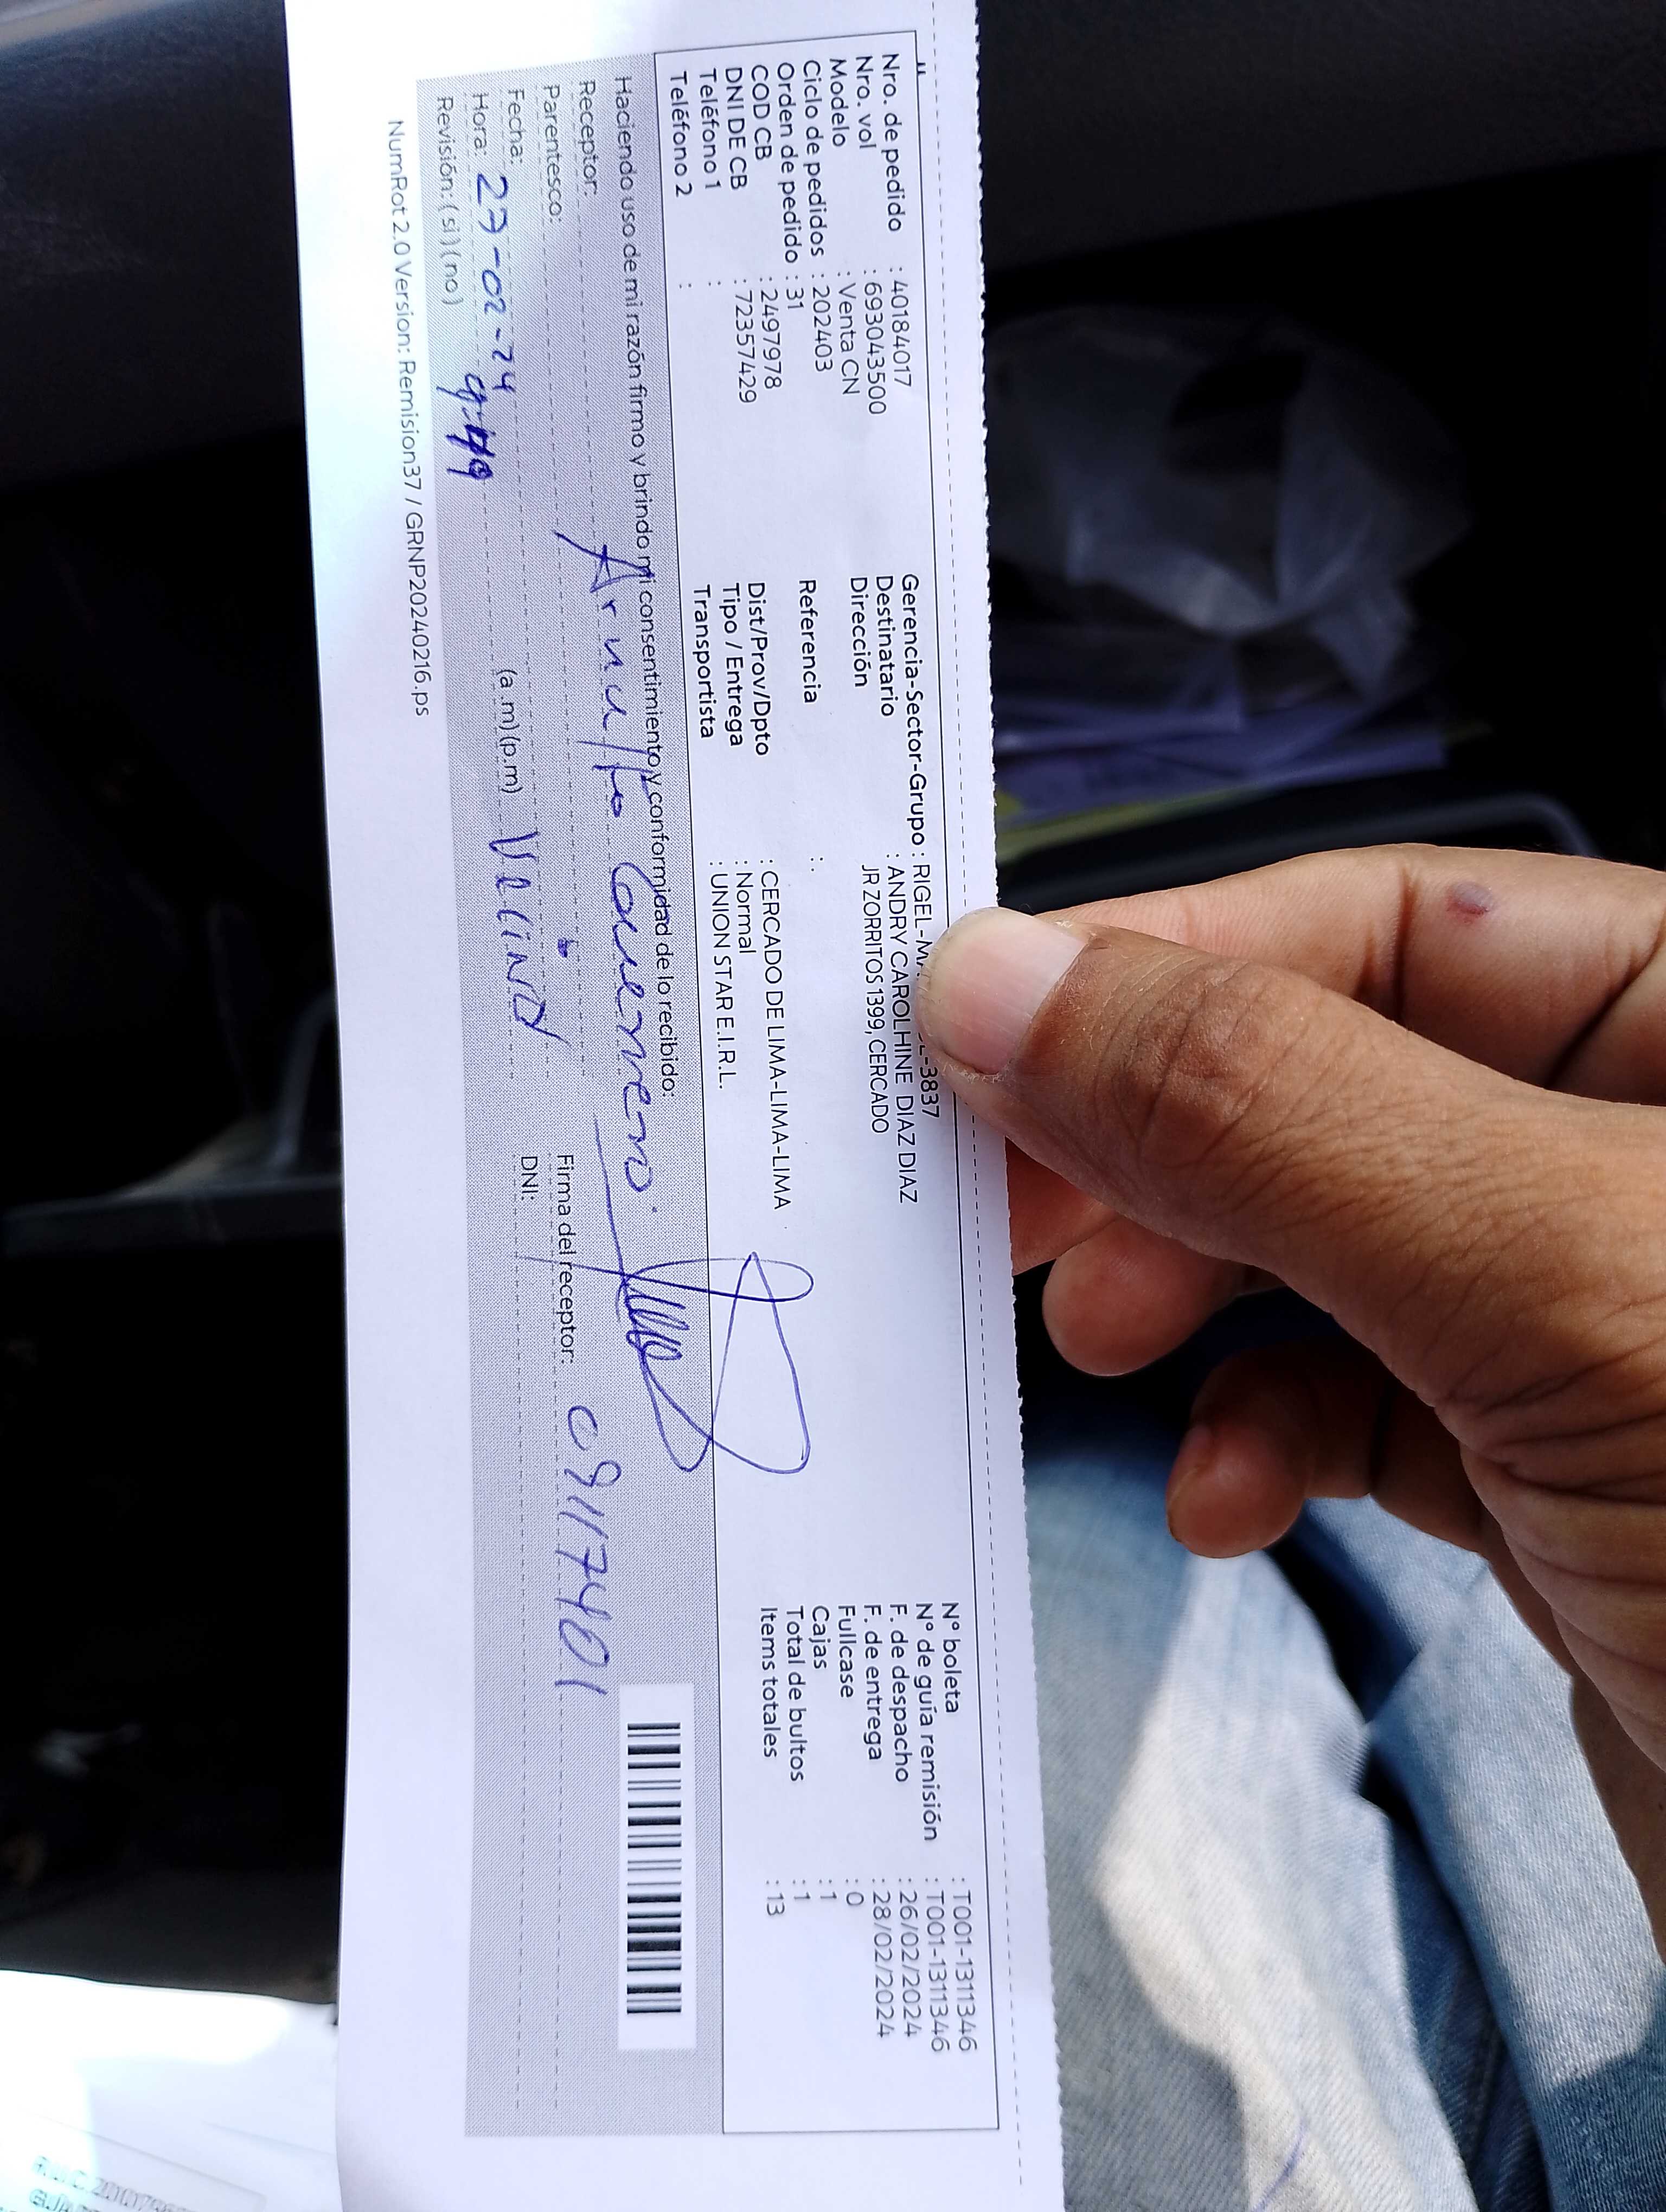 Nro. de pedido : 40184017
Nro. vol : 693043500
Modelo : Venta CN
Ciclo de pedidos : 202403
Orden de pedido : 31
COD CB : 2497978
DNI DE CB : 72357429
Teléfono 1 :
Teléfono 2 :
Gerencia-Sector-Grupo : RIGEL- -3837
Destinatario : ANDRY CAROLHINE DIAZ DIAZ
Dirección JR ZORRITOS 1399, CERCADO
Referencia :
Dist/Prov/Dpto : CERCADO DE LIMA-LIMA-LIMA
Tipo / Entrega : Normal
Transportista : UNION STAR E.I.R.L.
N° boleta : T001-1311346
N° de guía remisión : T001-1311346
F. de despacho : 26/02/2024
F. de entrega : 28/02/2024
Fullcase : 0
Cajas : 1
Total de bultos : 1
Items totales : 13
Haciendo uso de mi razón firmo y brindo mi consentimiento y conformidad de lo recibido:
Receptor:
Parentesco:
Fecha:
Hora: 27-02-24 (a.m) (p.m) Vecino
Revisión: ( si ) ( no )
Firma del receptor: 09117401
DNI:
NumRot 2.0 Version: Remision37 / GRNP20240216.ps